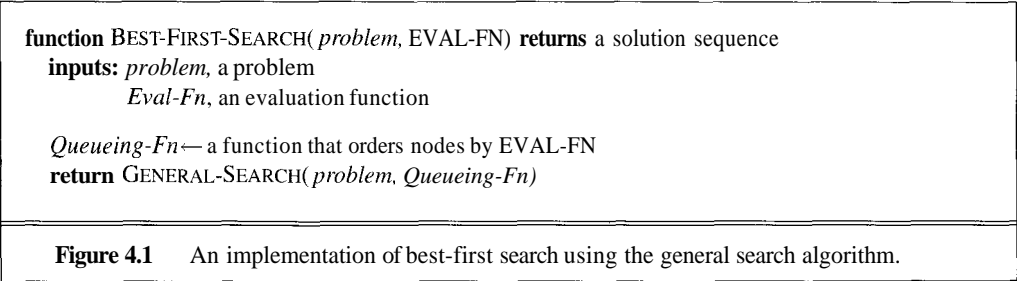 function BEST-FIRST-SEARCH( problem, EVAL-FN) returns a solution sequence
inputs: problem, a problem
Eval-Fn, an evaluation function
Queueing-Fn← a function that orders nodes by EVAL-FN
return GENERAL-SEARCH( problem, Queueing-Fn)
Figure 4.1 An implementation of best-first search using the general search algorithm.